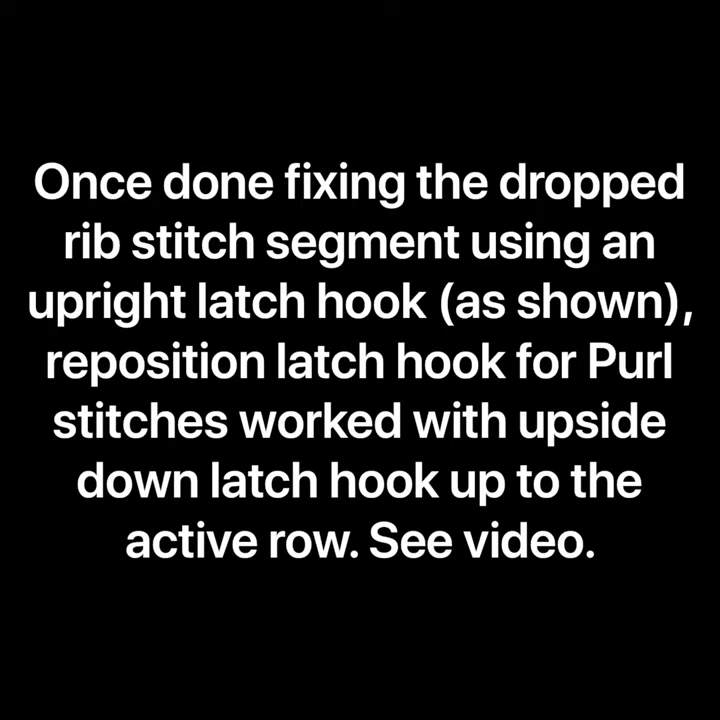 Once done fixing the dropped
rib stitch segment using an
upright latch hook (as shown),
reposition latch hook for Purl
stitches worked with upside
down latch hook up to the
active row. See video.